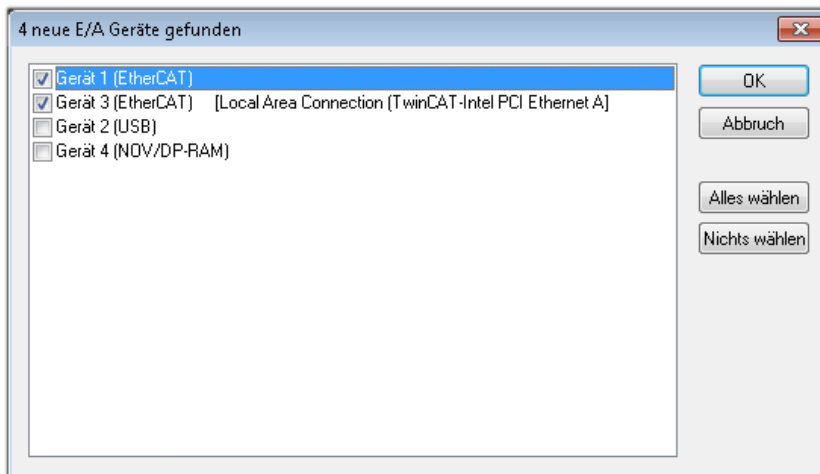 4 neue E/A Geräte gefunden
Gerät 1 (EtherCAT)
Gerät 3 (EtherCAT) [Local Area Connection (TwinCAT-Intel PCI Ethernet A]
Gerät 2 (USB)
Gerät 4 (NOV/DP-RAM)
OK
Abbruch
Alles wählen
Nichts wählen